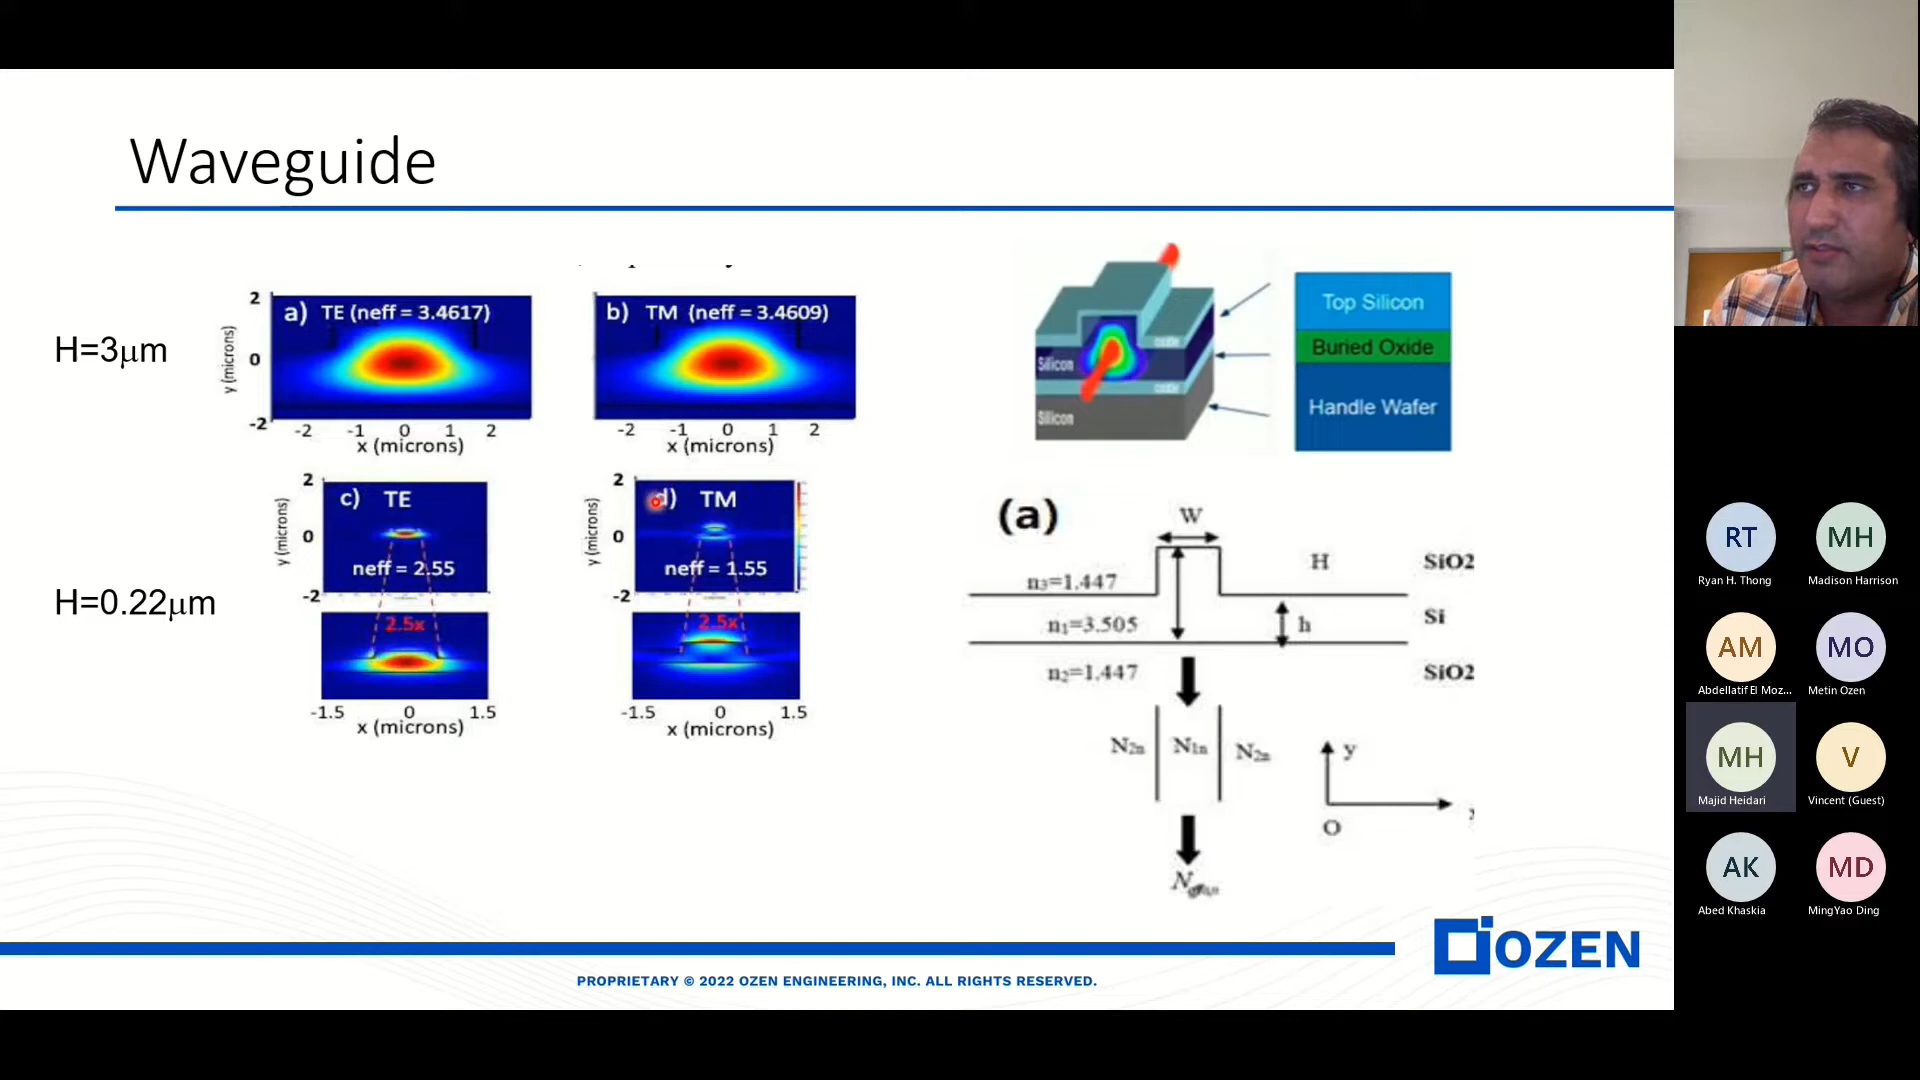 Waveguide
H=3μm
2
0
-2
y (microns)
a) TE (neff = 3.4617)
-2 -1 0 1 2
x (microns)
b) TM (neff = 3.4609)
-2 -1 0 1 2
x (microns)
H=0.22μm
2
0
-2
y (microns)
c) TE
neff = 2.55
2.5x
-1.5 0 1.5
x (microns)
2
0
-2
y (microns)
d) TM
neff = 1.55
2.5x
-1.5 0 1.5
x (microns)
oxide
Silicon
oxide
Silicon
Top Silicon
Buried Oxide
Handle Wafer
(a)
W
H
SiO2
n3=1.447
n1=3.505
h
Si
n2=1.447
SiO2
N2n N1n N2n
y
O
OZEN
PROPRIETARY © 2022 OZEN ENGINEERING, INC. ALL RIGHTS RESERVED.
RT
Ryan H. Thong
MH
Madison Harrison
AM
Abdellatif El Moz...
MO
Metin Ozen
MH
Majid Heidari
V
Vincent (Guest)
AK
Abed Khaskia
MD
MingYao Ding